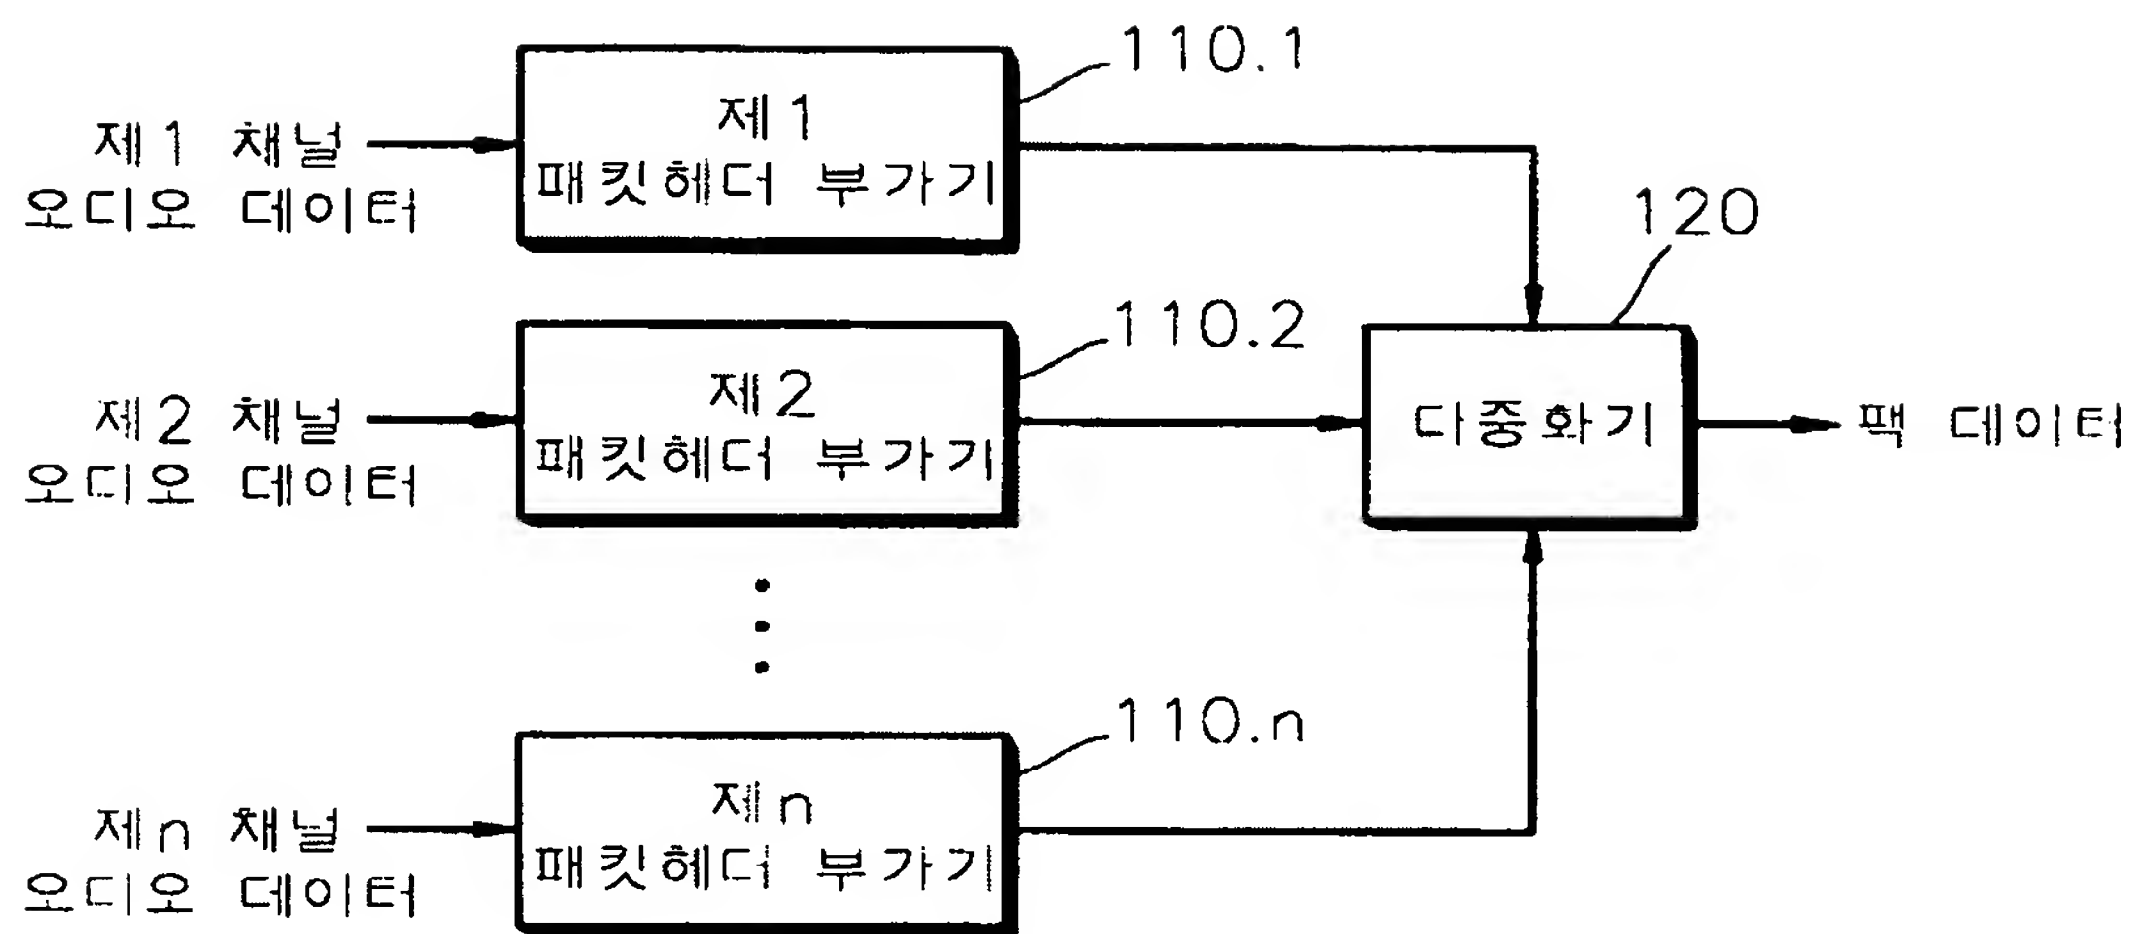 110.1
제1
패킷헤더 부가기
제1 채널
오디오 데이터
120
110.2
제2
패킷헤더 부가기
제2 채널
오디오 데이터
다중화기
팩 데이터
110.n
제n
패킷헤더 부가기
제n 채널
오디오 데이터